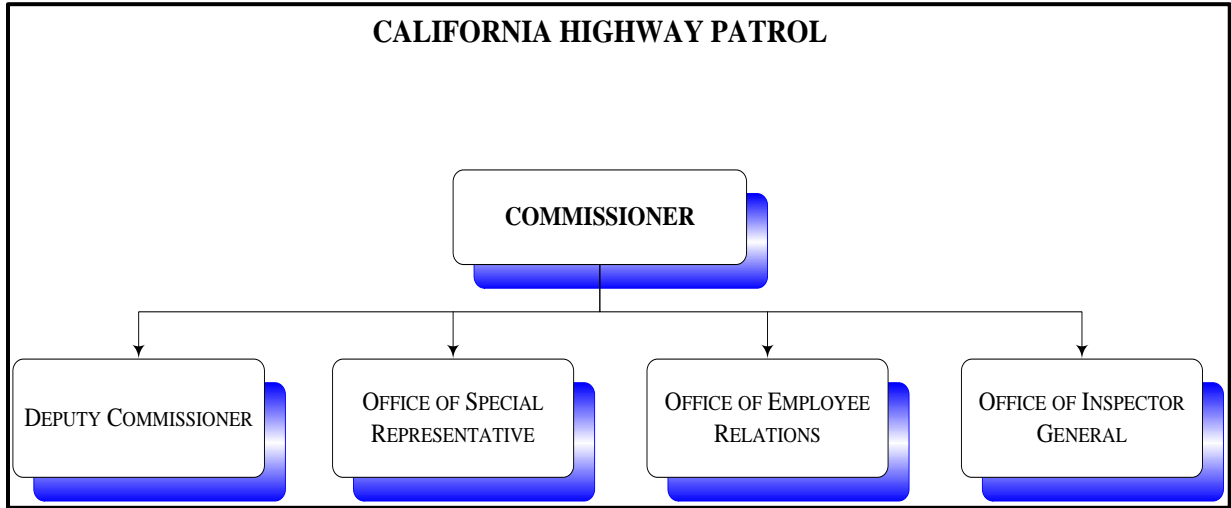 CALIFORNIA HIGHWAY PATROL
COMMISSIONER
DEPUTY COMMISSIONER
OFFICE OF SPECIAL
REPRESENTATIVE
OFFICE OF EMPLOYEE
RELATIONS
OFFICE OF INSPECTOR
GENERAL